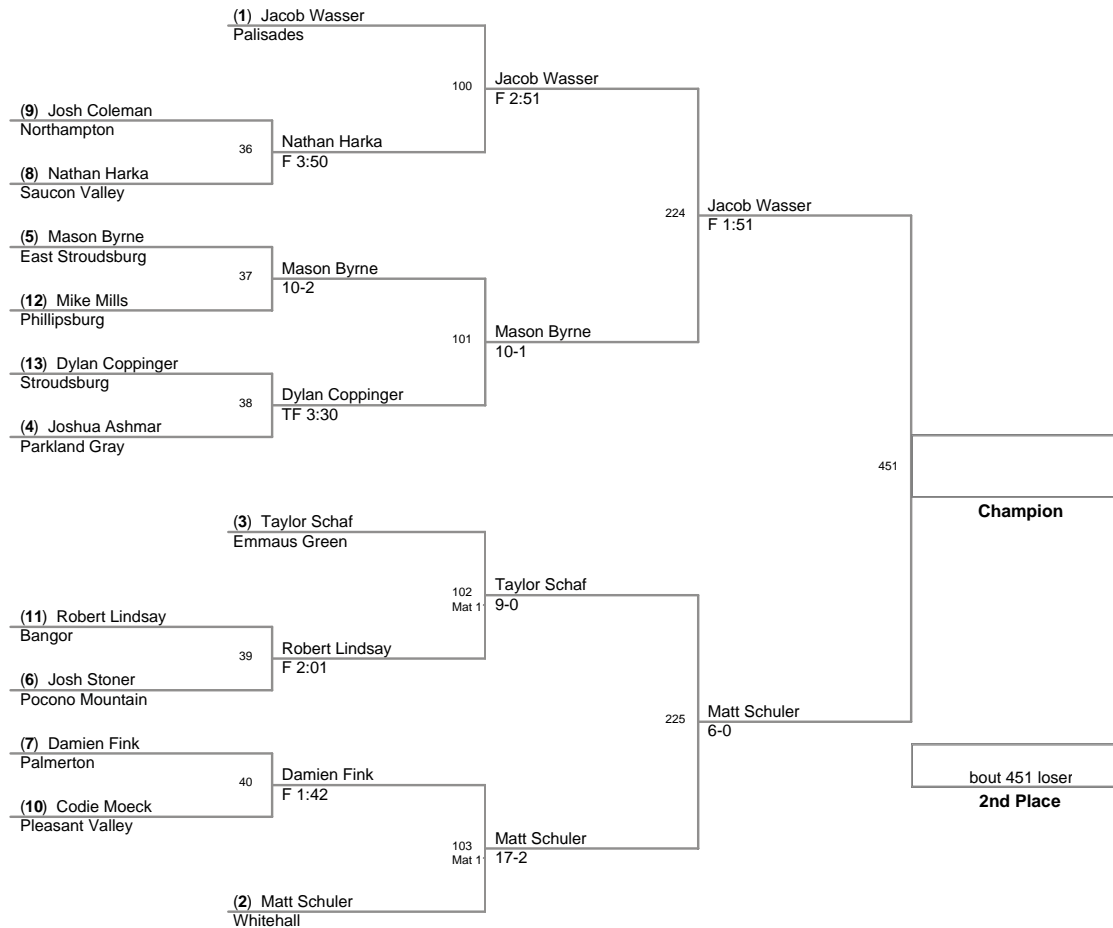 (1) Jacob Wasser
Palisades
100
Jacob Wasser
F 2:51
(9) Josh Coleman
Northampton
36
Nathan Harka
F 3:50
(8) Nathan Harka
Saucon Valley
224
Jacob Wasser
F 1:51
(5) Mason Byrne
East Stroudsburg
37
Mason Byrne
10-2
(12) Mike Mills
Phillipsburg
101
Mason Byrne
10-1
(13) Dylan Coppinger
Stroudsburg
38
Dylan Coppinger
TF 3:30
(4) Joshua Ashmar
Parkland Gray
451
Champion
(3) Taylor Schaf
Emmaus Green
102
Mat 1
Taylor Schaf
9-0
(11) Robert Lindsay
Bangor
39
Robert Lindsay
F 2:01
(6) Josh Stoner
Pocono Mountain
225
Matt Schuler
6-0
(7) Damien Fink
Palmerton
40
Damien Fink
F 1:42
(10) Codie Moeck
Pleasant Valley
bout 451 loser
2nd Place
103
Mat 1
Matt Schuler
17-2
(2) Matt Schuler
Whitehall